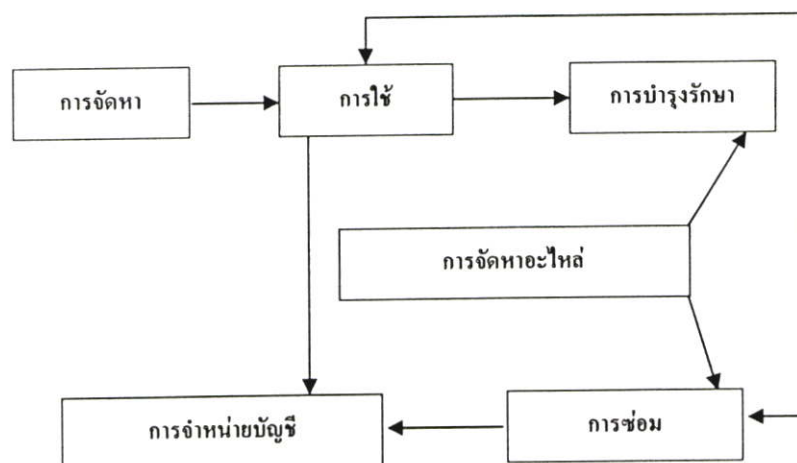 การจัดหา
การใช้
การบำรุงรักษา
การจัดหาอะไหล่
การจำหน่ายบัญชี
การซ่อม